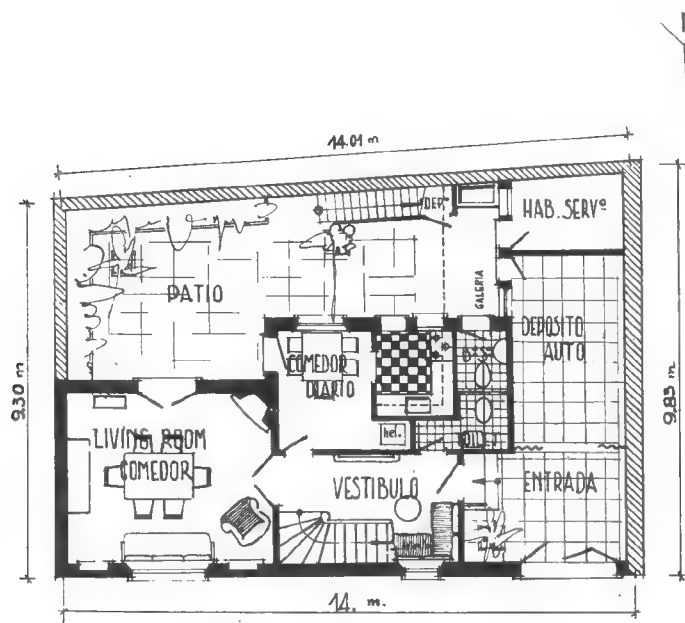 14.01 m
DEP.
HAB. SERVº
PATIO
GALERIA
DEPOSITO
AUTO
COMEDOR
DIARIO
9.30 m.
9.83 m.
LIVING ROOM
COMEDOR
hel.
VESTIBULO
ENTRADA
14. m.